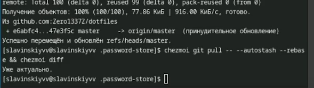 remote: Total 100 (delta 0), reused 99 (delta 0), pack-reused 0
Получение объектов: 100% (100/100), 77.86 КиБ | 916.00 КиБ/с, готово.
Из github.com:Zero13372/dotfiles
+ e6abfc4...47e3f5c master -> origin/master (принудительное обновление)
Успешно перемещён и обновлён refs/heads/master.
[slavinskiyvv@slavinskiyvv .password-store]$ chezmoi git pull -- --autostash --rebas
e && chezmoi diff
Уже актуально.
[slavinskiyvv@slavinskiyvv .password-store]$